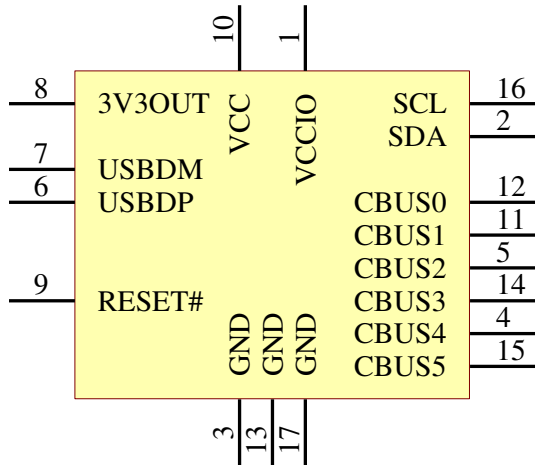 10
1
8
3V3OUT
VCC
VCCIO
SCL
16
SDA
2
7
USBDM
6
USBDP
CBUS0
12
CBUS1
11
CBUS2
5
9
RESET#
CBUS3
14
CBUS4
4
CBUS5
15
GND
GND
GND
3
13
17